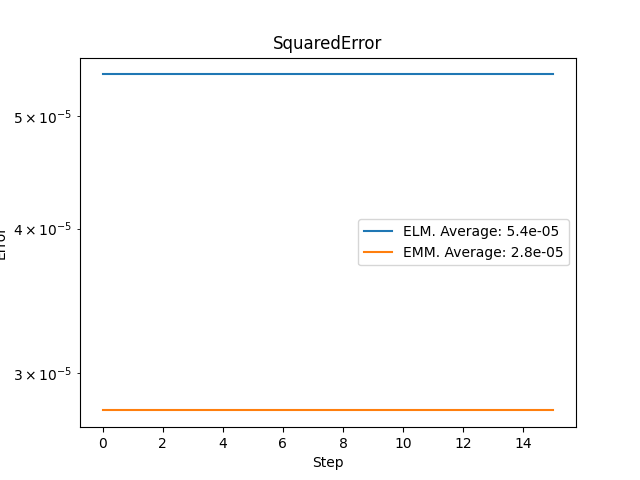 SquaredError
5 × 10⁻⁵
4 × 10⁻⁵
3 × 10⁻⁵
Error
ELM. Average: 5.4e-05
EMM. Average: 2.8e-05
0 2 4 6 8 10 12 14
Step